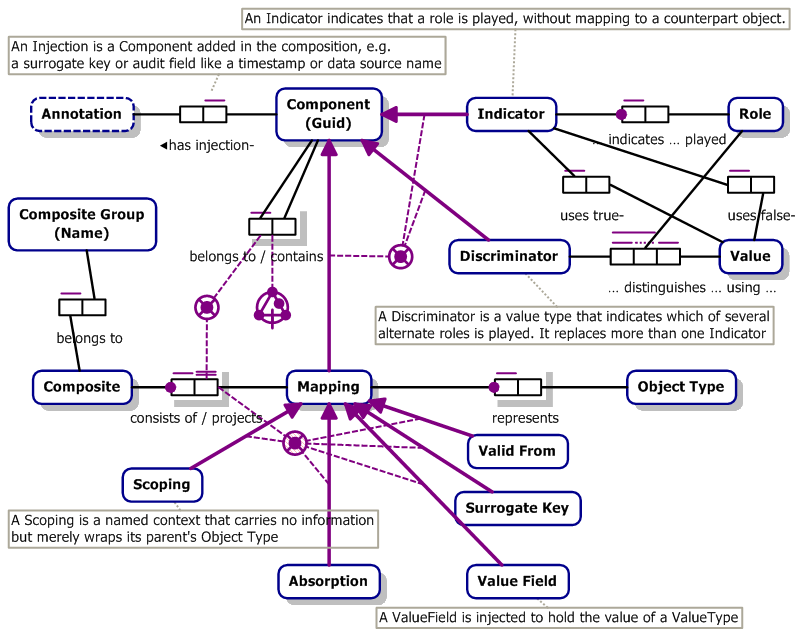 An Indicator indicates that a role is played, without mapping to a counterpart object.
An Injection is a Component added in the composition, e.g.
a surrogate key or audit field like a timestamp or data source name
Annotation
Component
(Guid)
Indicator
Role
◄has injection-
... indicates ... played
uses true-
uses false-
Composite Group
(Name)
belongs to / contains
Discriminator
Value
... distinguishes ... using ...
A Discriminator is a value type that indicates which of several
alternate roles is played. It replaces more than one Indicator
belongs to
Composite
Mapping
Object Type
consists of / projects
represents
Valid From
Scoping
Surrogate Key
A Scoping is a named context that carries no information
but merely wraps its parent's Object Type
Absorption
Value Field
A ValueField is injected to hold the value of a ValueType